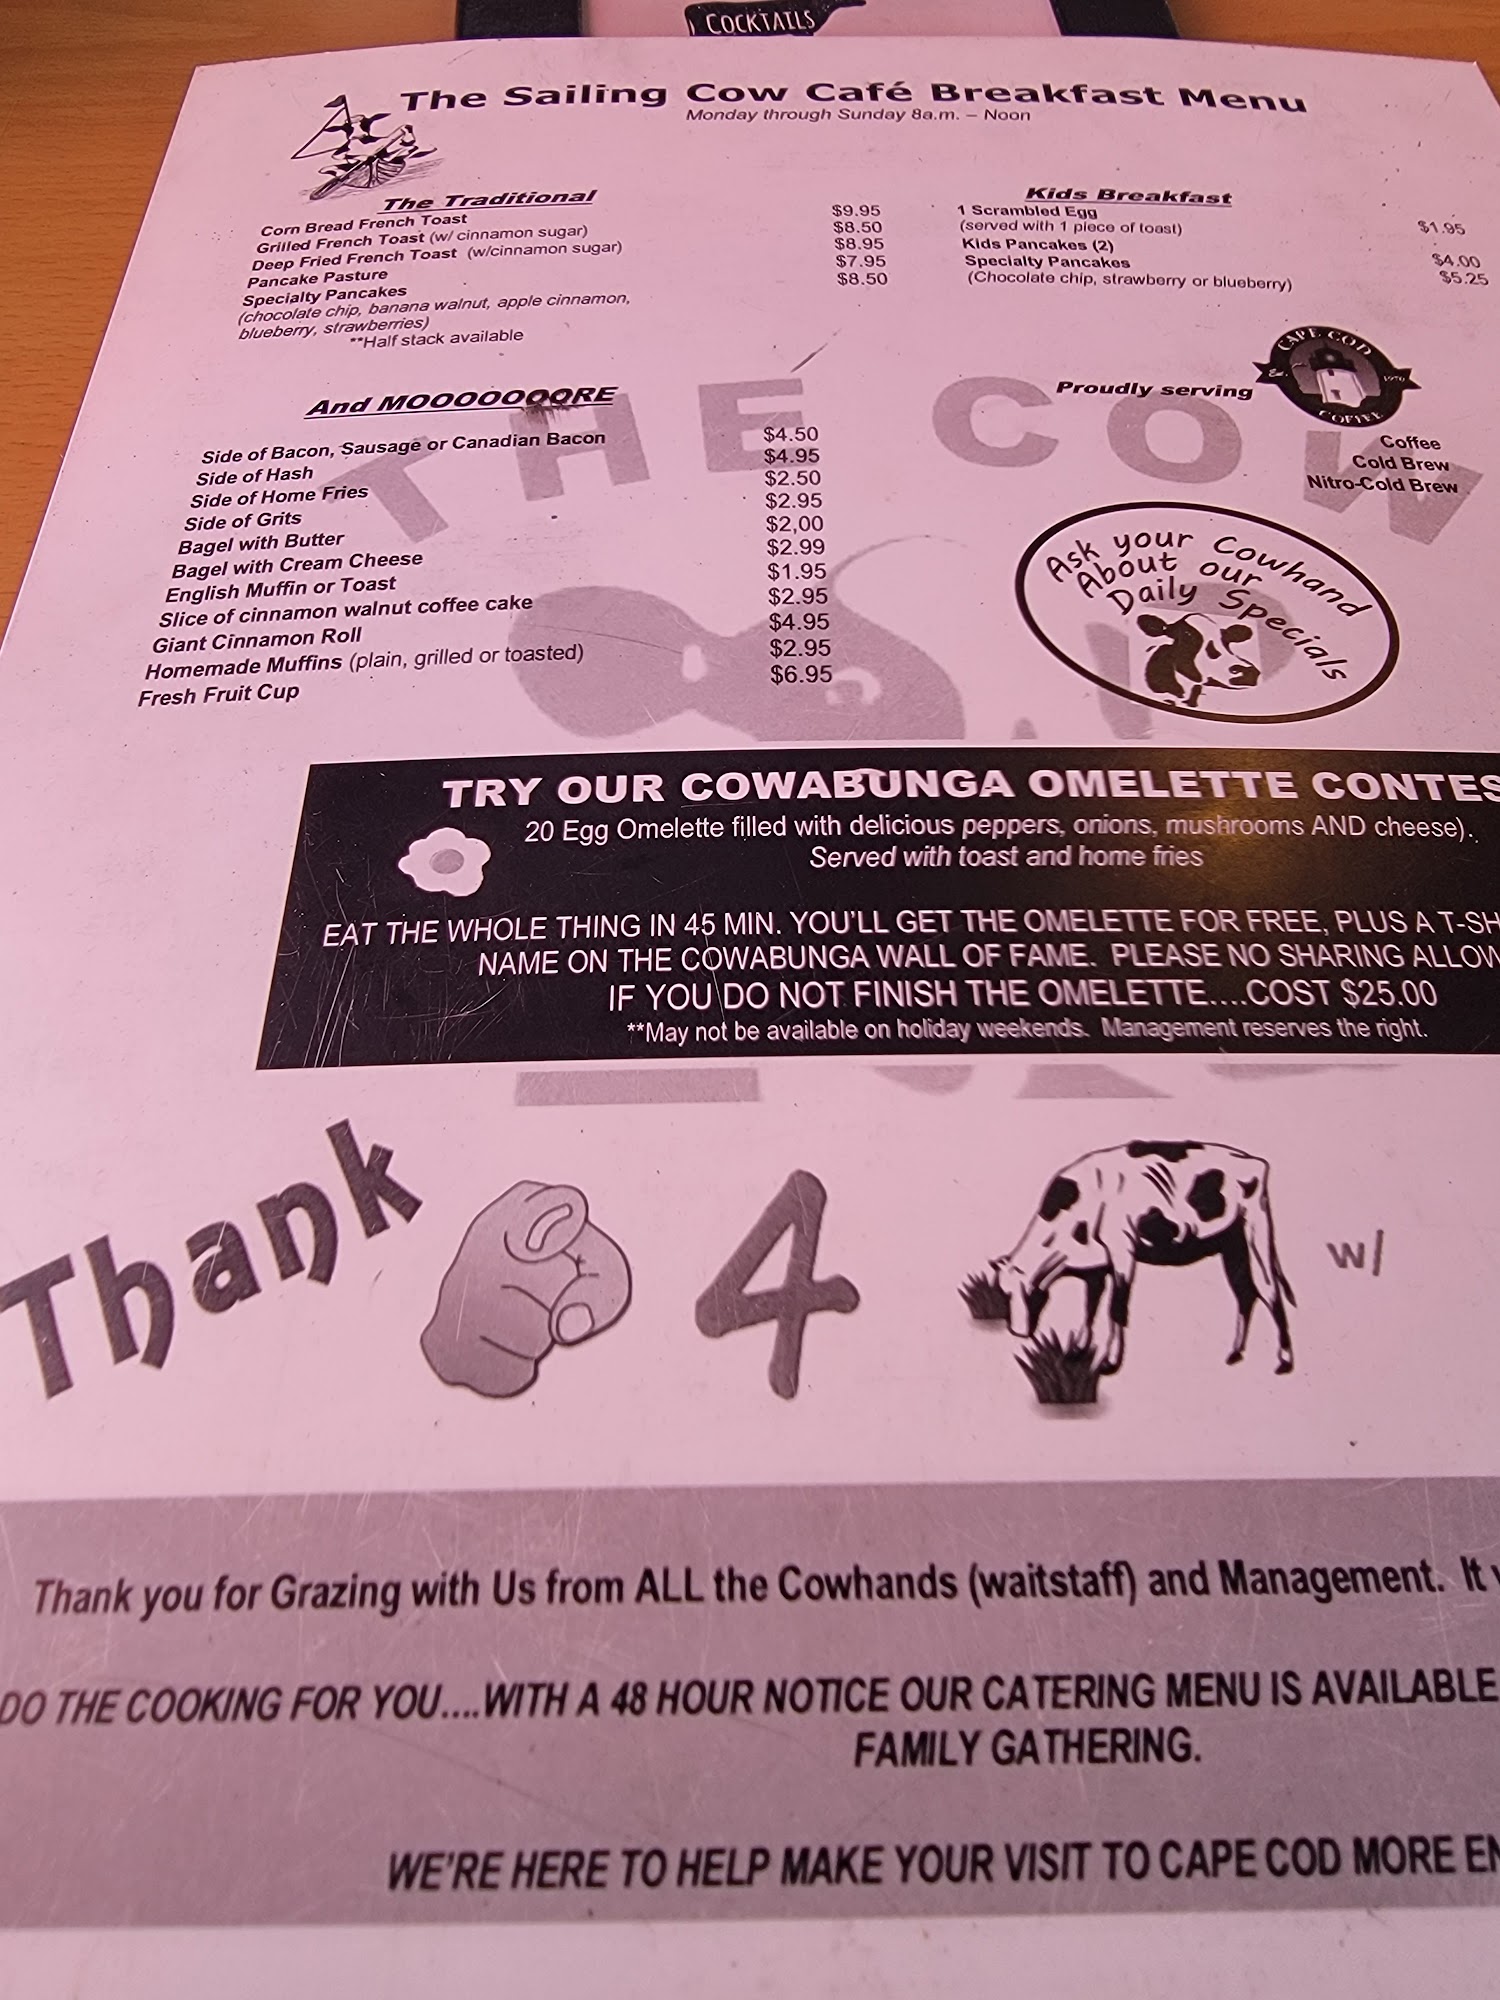 COCKTAILS
The Sailing Cow Café Breakfast Menu
Monday through Sunday 8a.m. – Noon
The Traditional
Corn Bread French Toast $9.95
Grilled French Toast (w/ cinnamon sugar) $8.50
Deep Fried French Toast (w/cinnamon sugar) $8.95
Pancake Pasture $7.95
Specialty Pancakes $8.50
(chocolate chip, banana walnut, apple cinnamon,
blueberry, strawberries)
**Half stack available
Kids Breakfast
1 Scrambled Egg
(served with 1 piece of toast) $1.95
Kids Pancakes (2) $4.00
Specialty Pancakes $5.25
(Chocolate chip, strawberry or blueberry)
And MOOOOOOORE
Side of Bacon, Sausage or Canadian Bacon $4.50
Side of Hash $4.95
Side of Home Fries $2.50
Side of Grits $2.95
Bagel with Butter $2,00
Bagel with Cream Cheese $2.99
English Muffin or Toast $1.95
Slice of cinnamon walnut coffee cake $2.95
Giant Cinnamon Roll $4.95
Homemade Muffins (plain, grilled or toasted) $2.95
Fresh Fruit Cup $6.95
THE COW
Proudly serving
CAPE COD
Est. 1970
COFFEE
Coffee
Cold Brew
Nitro-Cold Brew
Ask your Cowhand
About our
Daily Specials
TRY OUR COWABUNGA OMELETTE CONTES
20 Egg Omelette filled with delicious peppers, onions, mushrooms AND cheese).
Served with toast and home fries
EAT THE WHOLE THING IN 45 MIN. YOU'LL GET THE OMELETTE FOR FREE, PLUS A T-SH
NAME ON THE COWABUNGA WALL OF FAME. PLEASE NO SHARING ALLOW
IF YOU DO NOT FINISH THE OMELETTE....COST $25.00
**May not be available on holiday weekends. Management reserves the right.
Thank 4 w/
Thank you for Grazing with Us from ALL the Cowhands (waitstaff) and Management. It
DO THE COOKING FOR YOU....WITH A 48 HOUR NOTICE OUR CATERING MENU IS AVAILABLE
FAMILY GATHERING.
WE'RE HERE TO HELP MAKE YOUR VISIT TO CAPE COD MORE EN